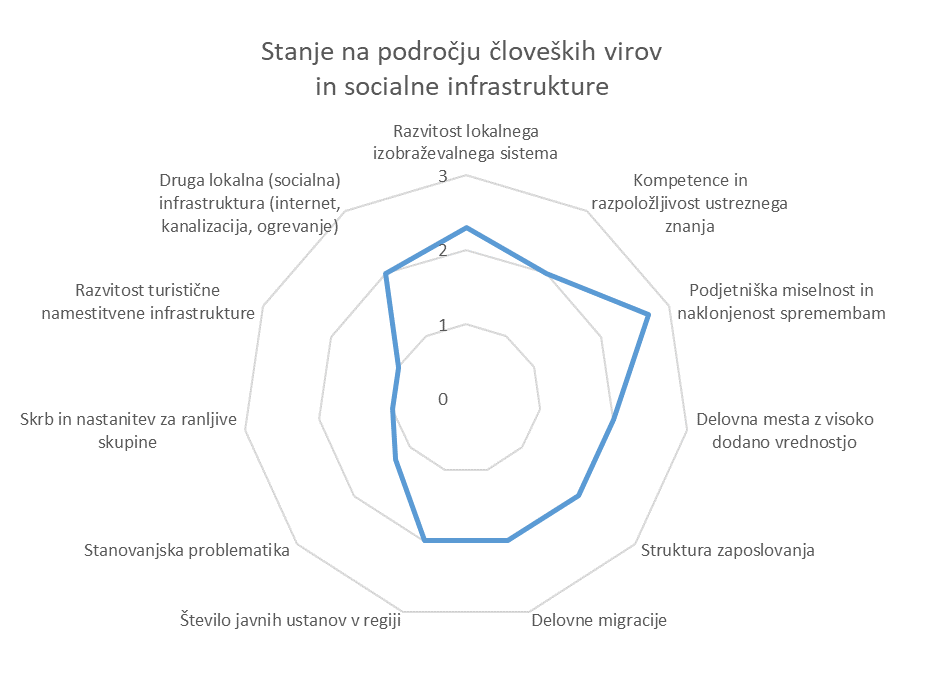 Stanje na področju človeških virov
in socialne infrastrukture
Razvitost lokalnega
izobraževalnega sistema
Kompetence in
razpoložljivost ustreznega
znanja
Podjetniška miselnost in
naklonjenost spremembam
Delovna mesta z visoko
dodano vrednostjo
Struktura zaposlovanja
Delovne migracije
Število javnih ustanov v regiji
Stanovanjska problematika
Skrb in nastanitev za ranljive
skupine
Razvitost turistične
namestitvene infrastrukture
Druga lokalna (socialna)
infrastruktura (internet,
kanalizacija, ogrevanje)
3
2
1
0